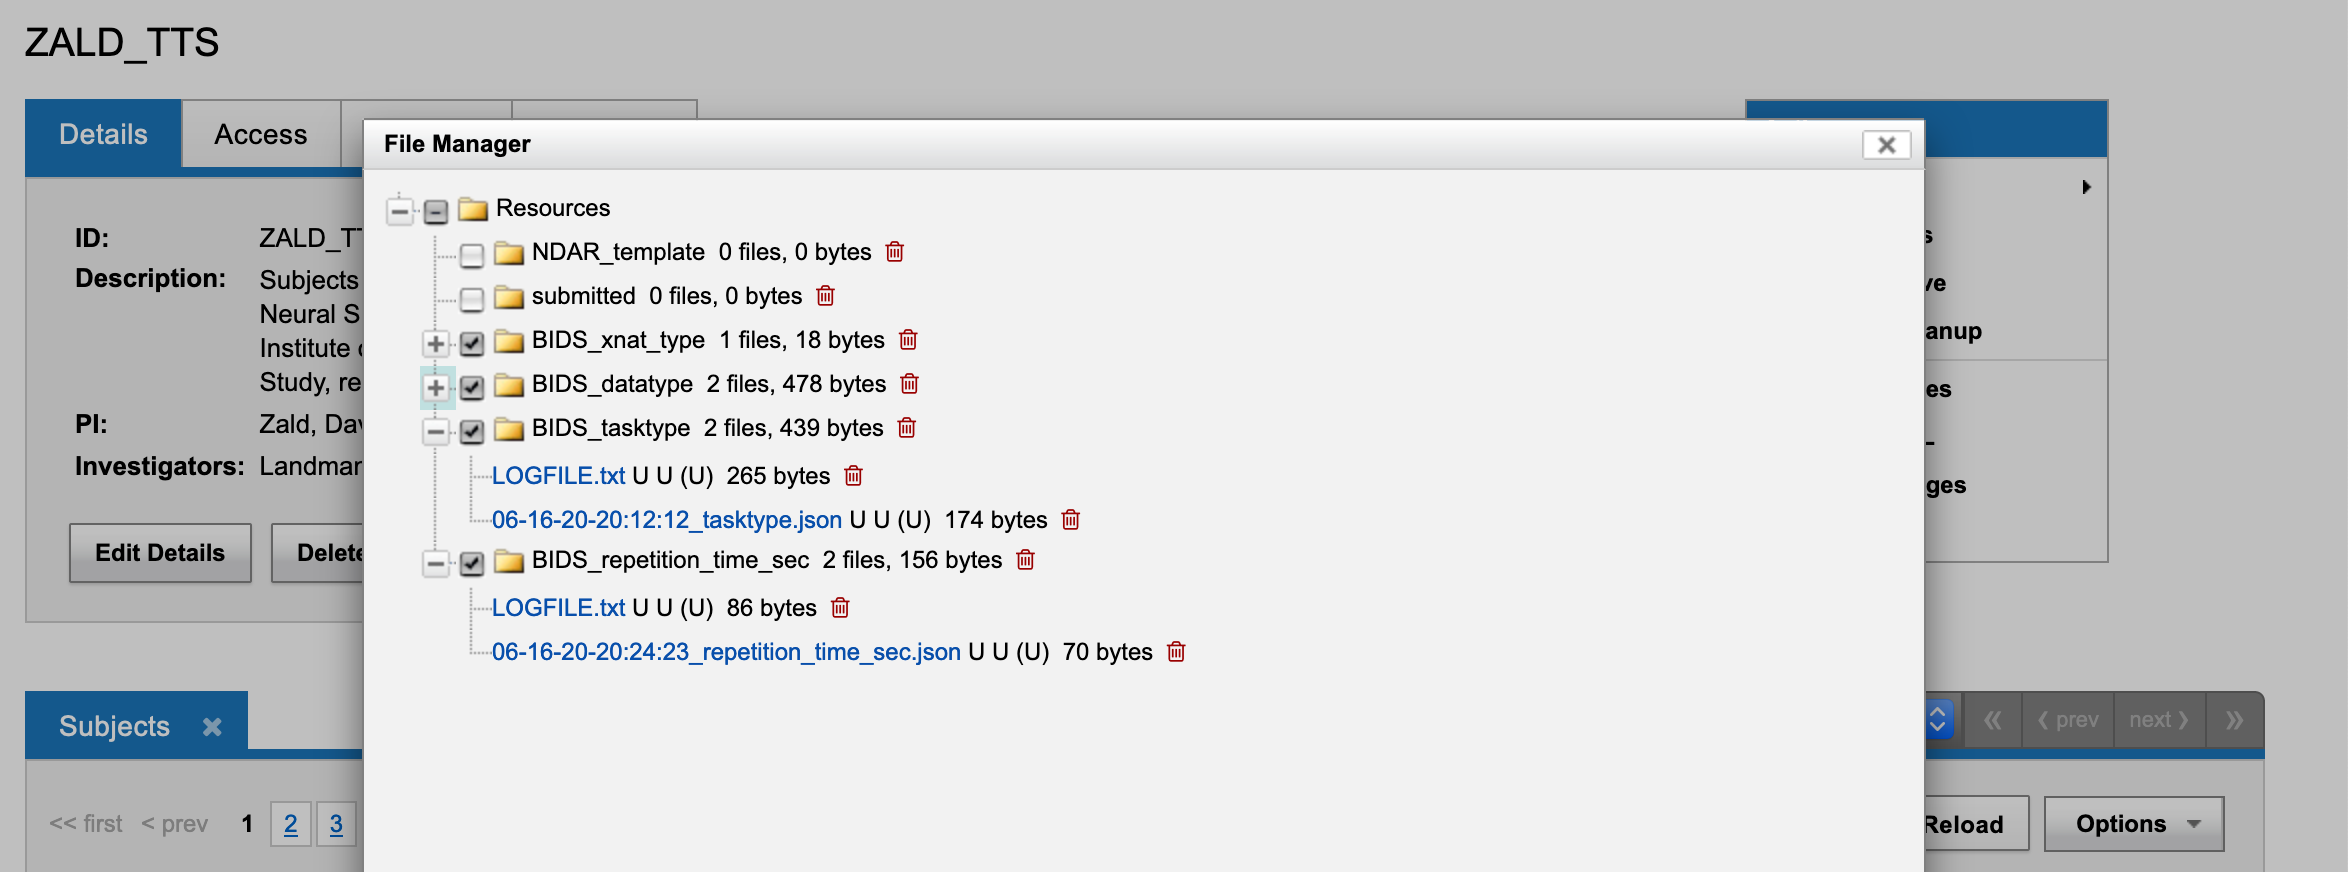 ZALD_TTS
Details
Access
File Manager
Resources
NDAR_template 0 files, 0 bytes
submitted 0 files, 0 bytes
BIDS_xnat_type 1 files, 18 bytes
BIDS_datatype 2 files, 478 bytes
BIDS_tasktype 2 files, 439 bytes
LOGFILE.txt U U (U) 265 bytes
06-16-20-20:12:12_tasktype.json U U (U) 174 bytes
BIDS_repetition_time_sec 2 files, 156 bytes
LOGFILE.txt U U (U) 86 bytes
06-16-20-20:24:23_repetition_time_sec.json U U (U) 70 bytes
ID: ZALD_TT
Description: Subjects
Neural S
Institute
Study, re
PI: Zald, Dav
Investigators: Landmar
Edit Details
Delete
s
ve
anup
es
-
ges
Subjects
prev
next
<< first < prev 1 2 3
Reload
Options